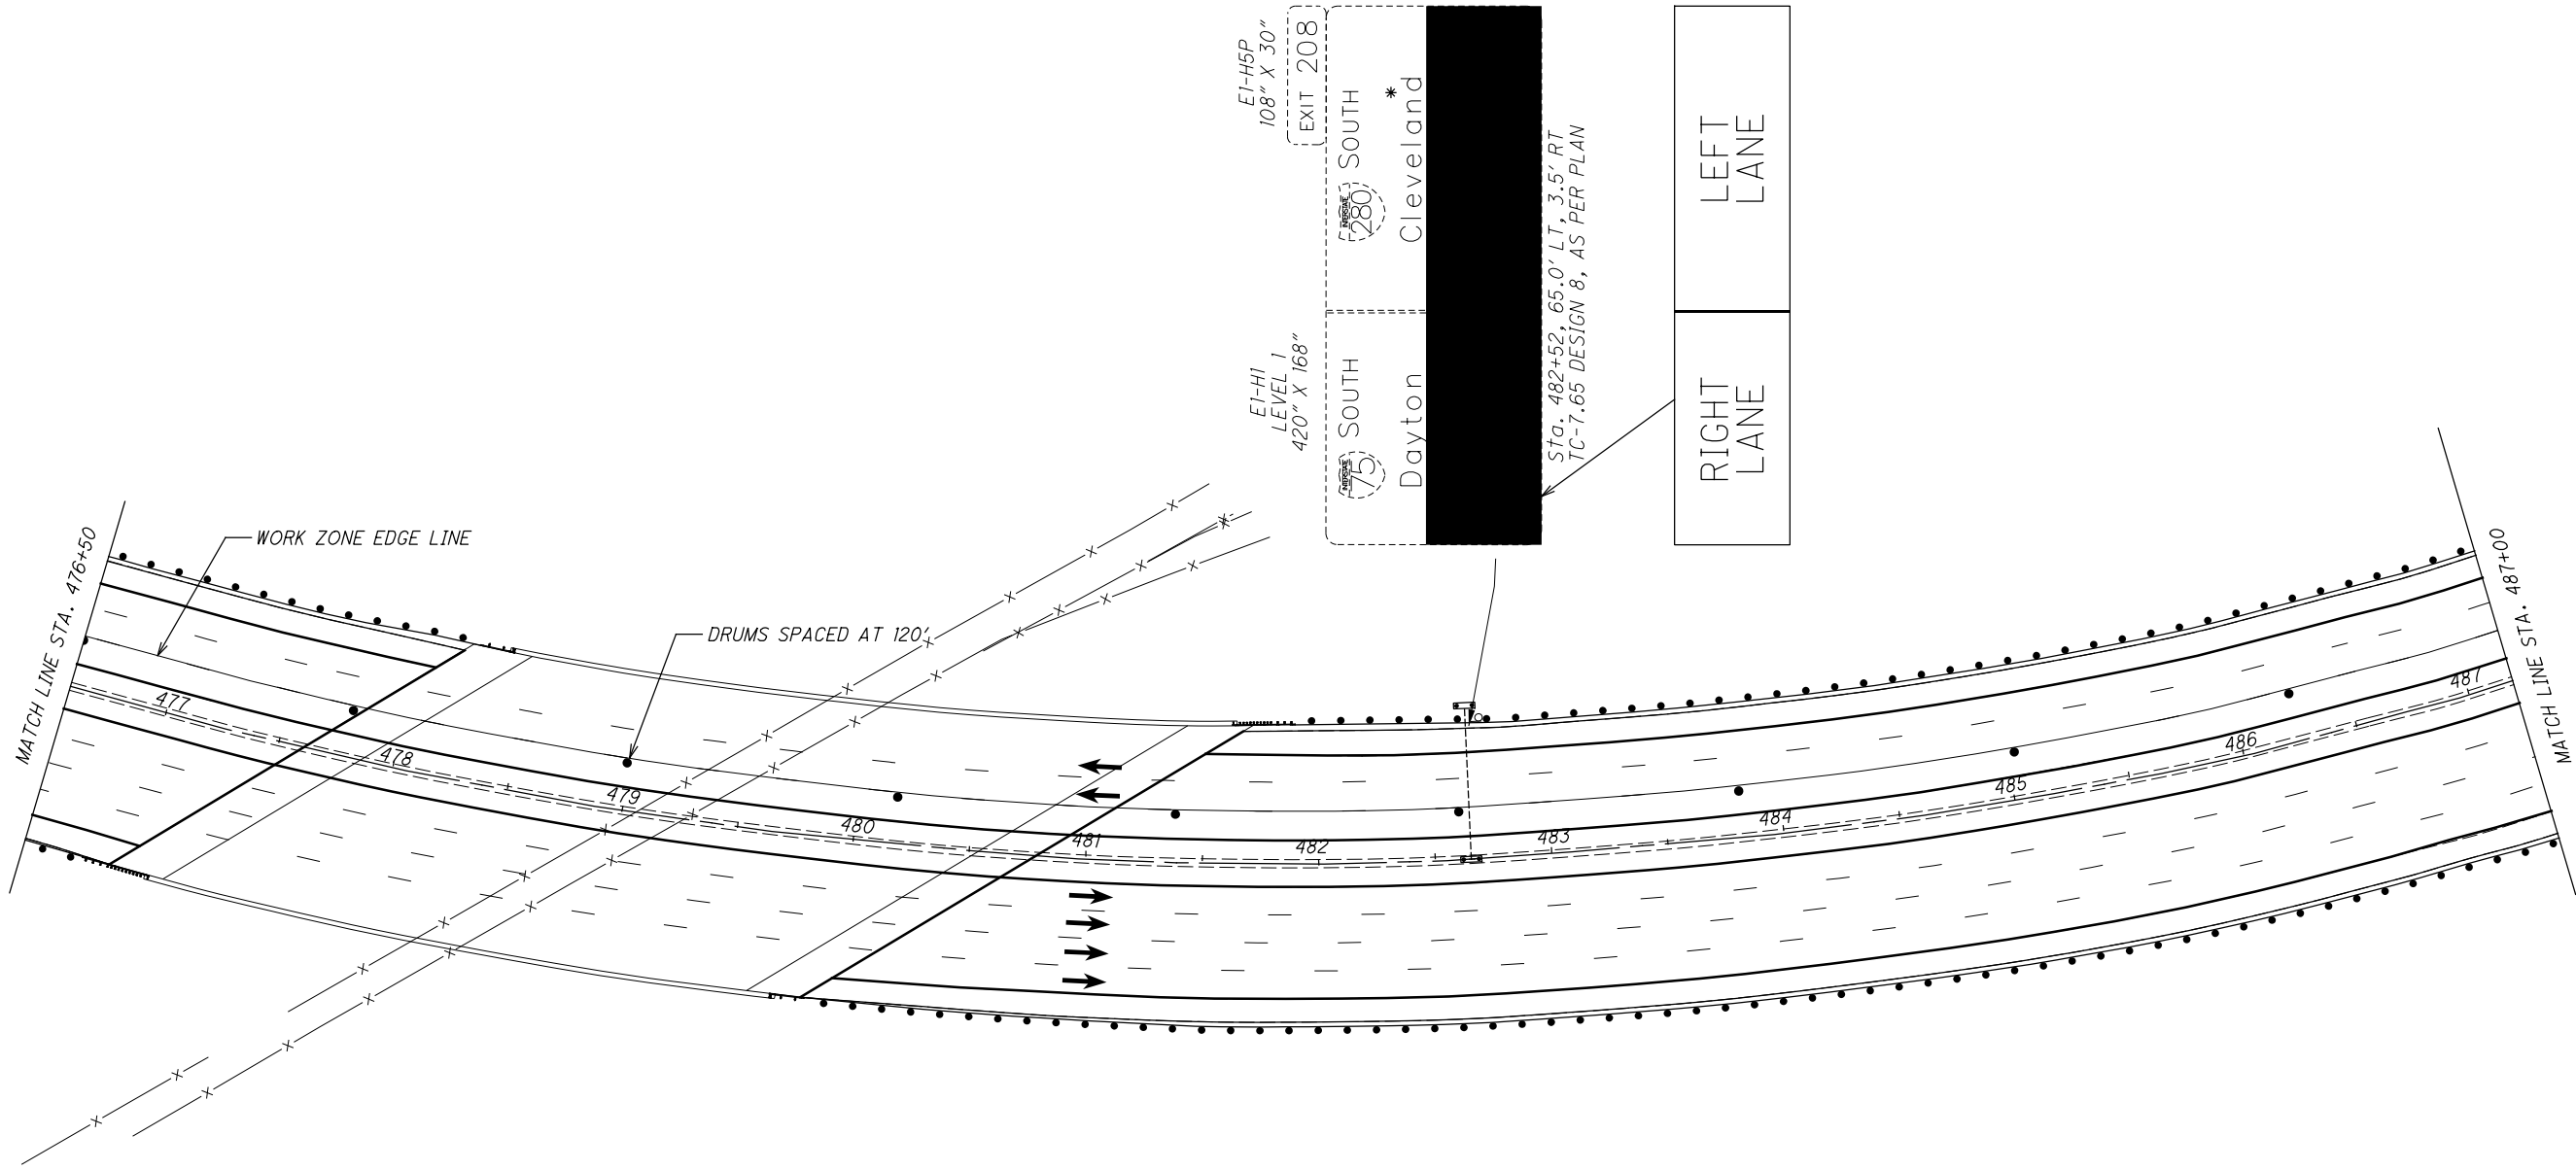 E1-H5P
108" X 30"
EXIT 208
E1-H1
LEVEL 1
420" X 168"
INTERSTATE 75 SOUTH
Dayton
INTERSTATE 280 SOUTH
*
Cleveland
Sta. 482+52, 65.0' LT, 3.5' RT
TC-7.65 DESIGN 8, AS PER PLAN
RIGHT
LANE
LEFT
LANE
MATCH LINE STA. 476+50
WORK ZONE EDGE LINE
DRUMS SPACED AT 120'
477
478
479
480
481
482
483
484
485
486
487
MATCH LINE STA. 487+00